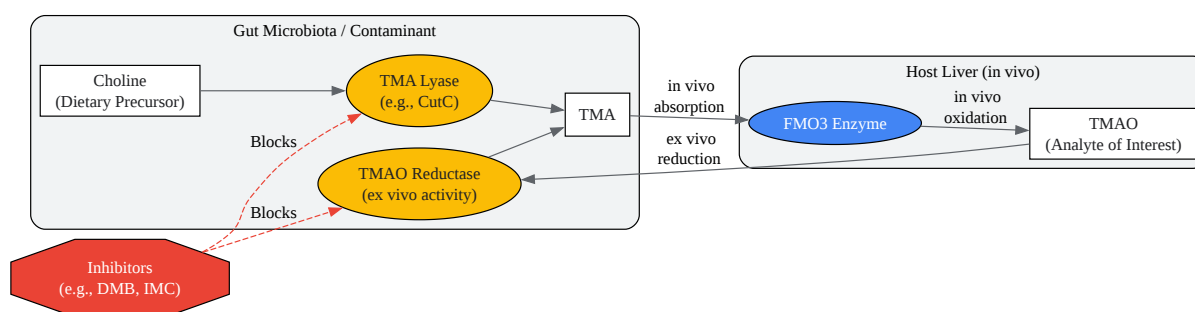 Gut Microbiota / Contaminant
Choline
(Dietary Precursor)
TMA Lyase
(e.g., CutC)
Blocks
TMA
TMAO Reductase
(ex vivo activity)
Blocks
Inhibitors
(e.g., DMB, IMC)
in vivo
absorption
ex vivo
reduction
Host Liver (in vivo)
FMO3 Enzyme
in vivo
oxidation
TMAO
(Analyte of Interest)